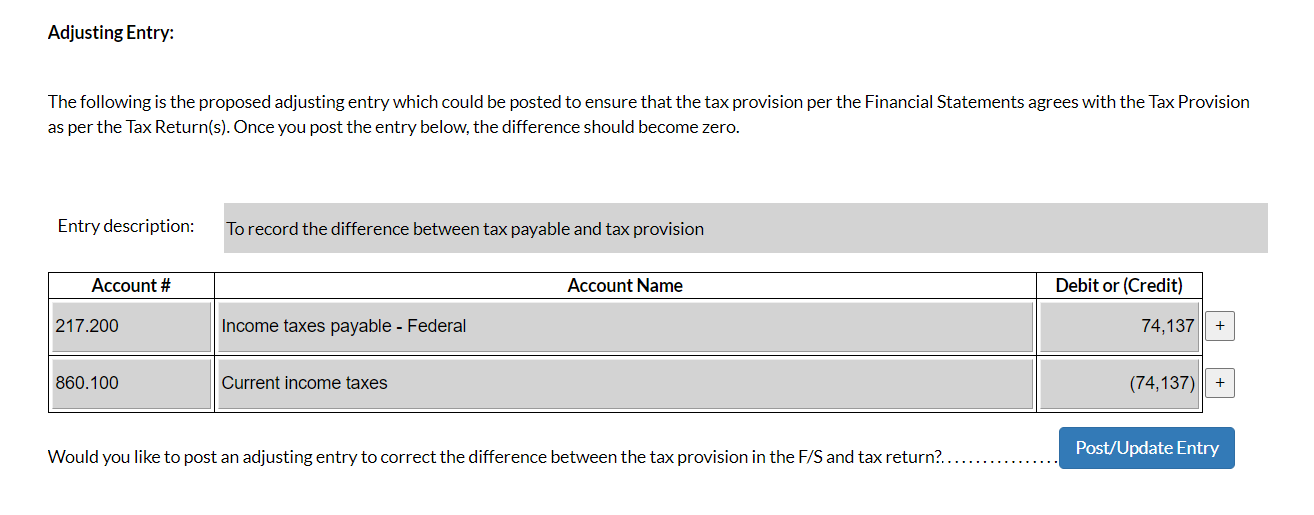 Adjusting Entry:
The following is the proposed adjusting entry which could be posted to ensure that the tax provision per the Financial Statements agrees with the Tax Provision
as per the Tax Return(s). Once you post the entry below, the difference should become zero.
Entry description: To record the difference between tax payable and tax provision
Account # Account Name Debit or (Credit)
217.200 Income taxes payable - Federal 74,137 +
860.100 Current income taxes (74,137) +
Would you like to post an adjusting entry to correct the difference between the tax provision in the F/S and tax return?................. Post/Update Entry